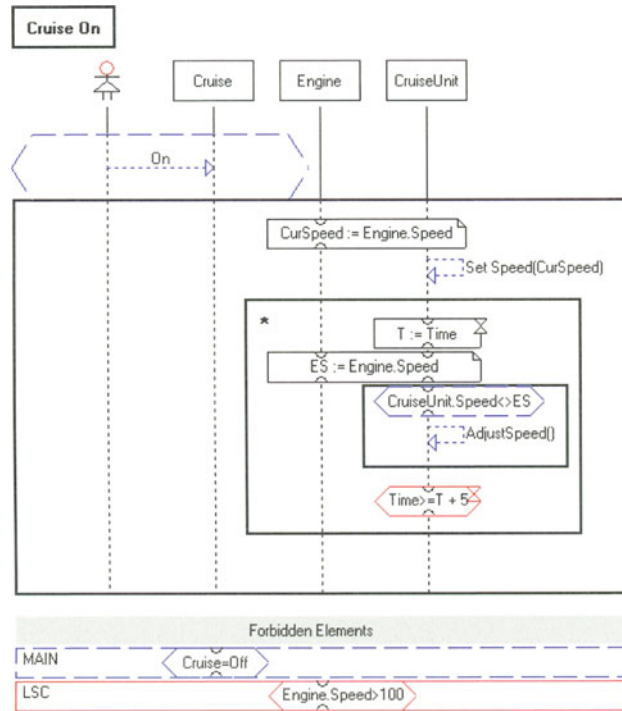 Cruise On
Cruise
Engine
CruiseUnit
On
CurSpeed := Engine.Speed
Set Speed(CurSpeed)
*
T := Time
ES := Engine.Speed
CruiseUnit.Speed<>ES
AdjustSpeed()
Time>=T + 5
Forbidden Elements
MAIN
Cruise=Off
LSC
Engine.Speed>100